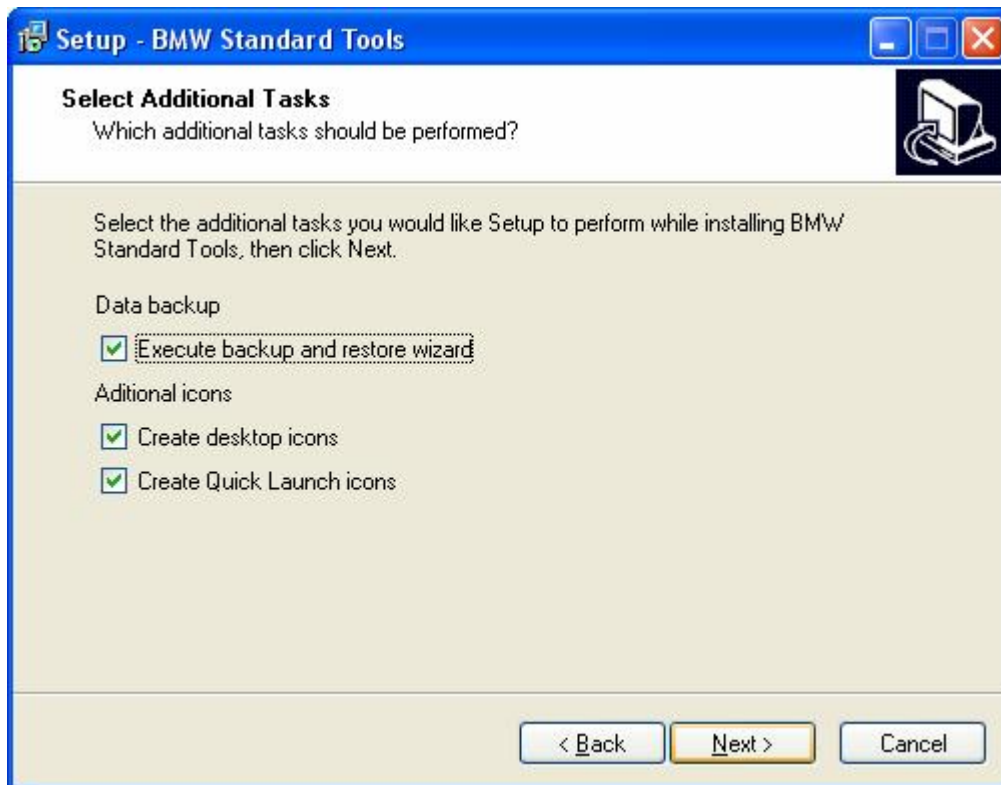 Setup - BMW Standard Tools
Select Additional Tasks
Which additional tasks should be performed?
Select the additional tasks you would like Setup to perform while installing BMW
Standard Tools, then click Next.
Data backup
Execute backup and restore wizard
Aditional icons
Create desktop icons
Create Quick Launch icons
< Back
Next >
Cancel